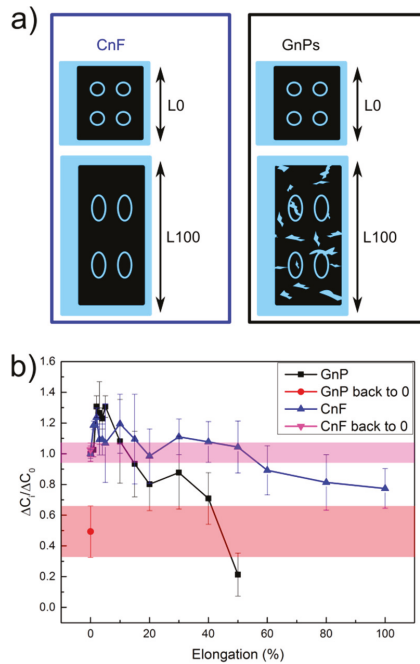 a)
CnF
GnPs
L0
L0
L100
L100
b)
GnP
GnP back to 0
CnF
CnF back to 0
1.6
1.4
1.2
1.0
0.8
0.6
0.4
0.2
0.0
ΔCᵢ/ΔC₀
0 20 40 60 80 100
Elongation (%)